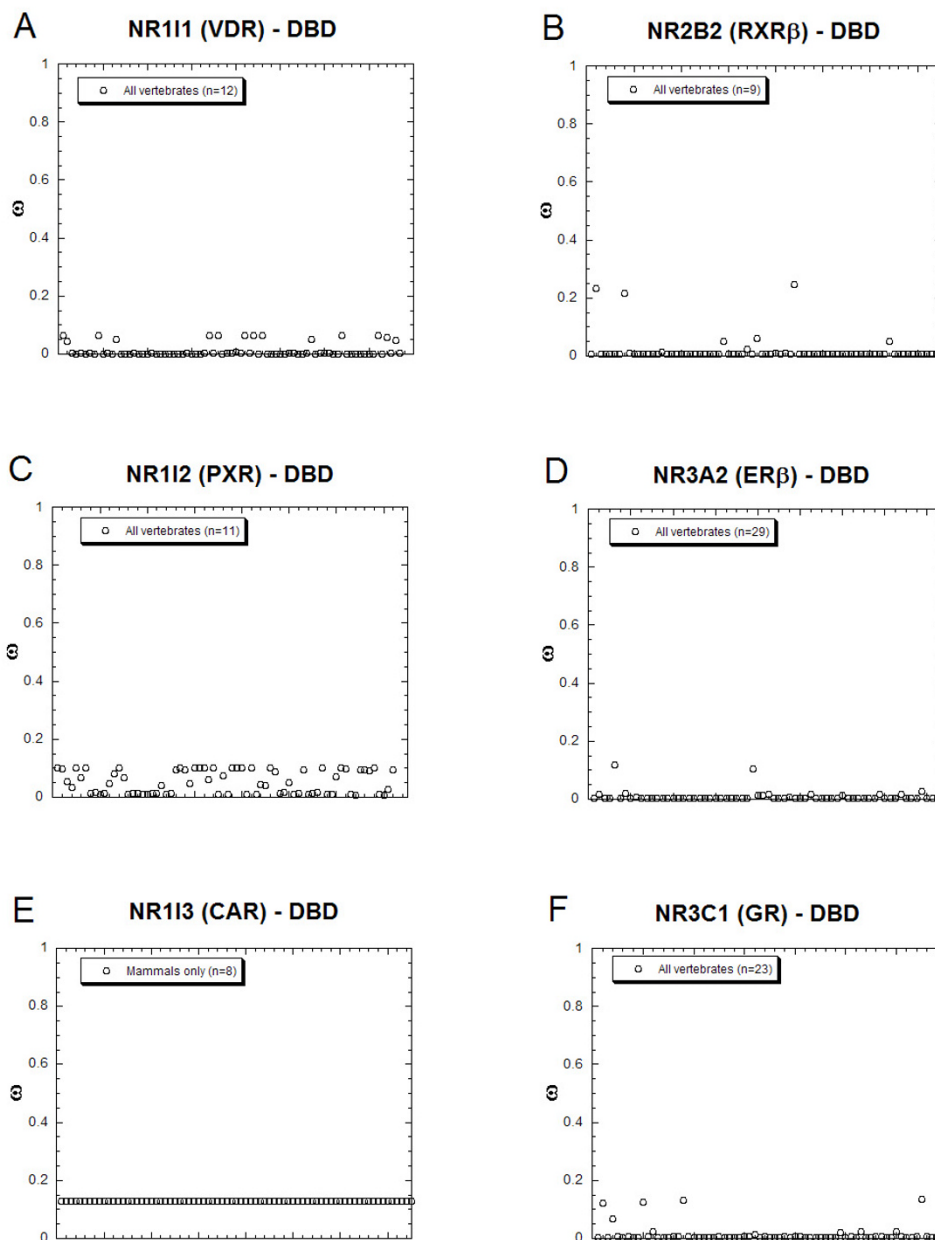 A
NR1I1 (VDR) - DBD
1
0.8
0.6
0.4
0.2
0
ω
All vertebrates (n=12)
B
NR2B2 (RXRβ) - DBD
1
0.8
0.6
0.4
0.2
0
ω
All vertebrates (n=9)
C
NR1I2 (PXR) - DBD
1
0.8
0.6
0.4
0.2
0
ω
All vertebrates (n=11)
D
NR3A2 (ERβ) - DBD
1
0.8
0.6
0.4
0.2
0
ω
All vertebrates (n=29)
E
NR1I3 (CAR) - DBD
1
0.8
0.6
0.4
0.2
0
ω
Mammals only (n=8)
F
NR3C1 (GR) - DBD
1
0.8
0.6
0.4
0.2
0
ω
All vertebrates (n=23)